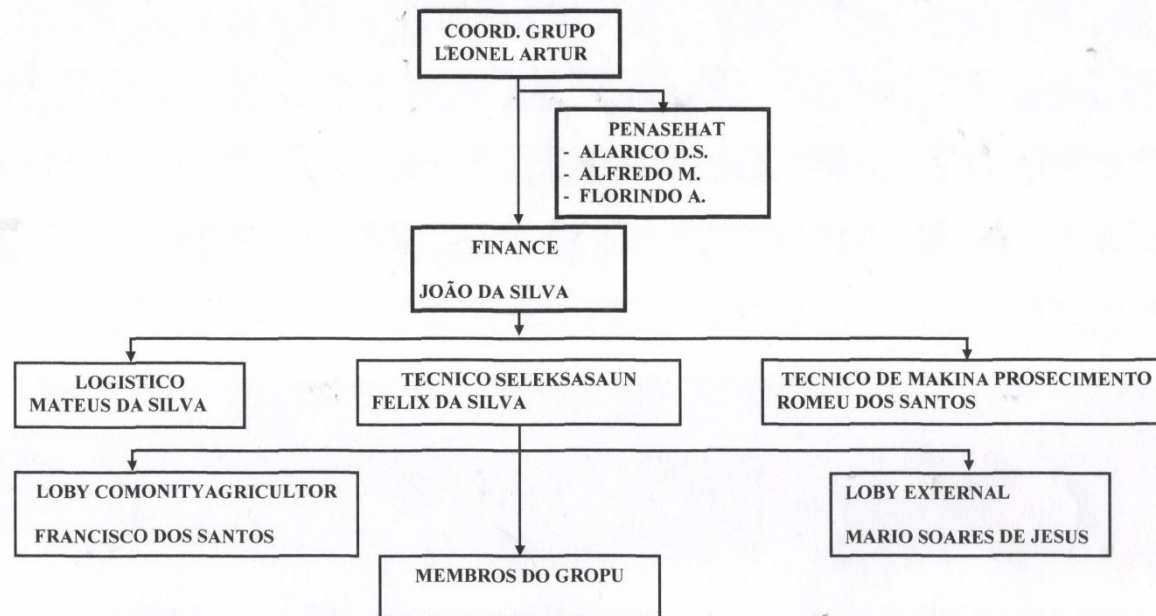 COORD. GRUPO
LEONEL ARTUR
PENASEHAT
- ALARICO D.S.
- ALFREDO M.
- FLORINDO A.
FINANCE
JOÃO DA SILVA
LOGISTICO
MATEUS DA SILVA
TECNICO SELEKSASAUN
FELIX DA SILVA
TECNICO DE MAKINA PROSECIMENTO
ROMEU DOS SANTOS
LOBY COMONITYAGRICULTOR
FRANCISCO DOS SANTOS
LOBY EXTERNAL
MARIO SOARES DE JESUS
MEMBROS DO GROPU